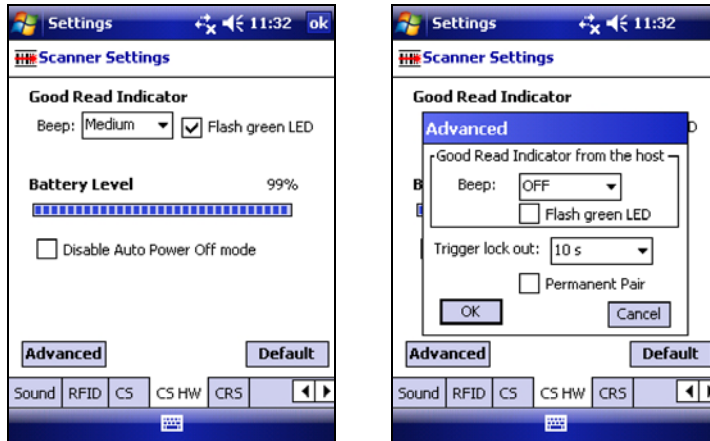 Settings 11:32 ok
Scanner Settings
Good Read Indicator
Beep: Medium Flash green LED
Battery Level 99%
Disable Auto Power Off mode
Advanced Default
Sound RFID CS CS HW CRS
Settings 11:32
Scanner Settings
Good Read Indicator
Advanced D
Good Read Indicator from the host
B Beep: OFF
Flash green LED
Trigger lock out: 10 s
Permanent Pair
OK Cancel
Advanced Default
Sound RFID CS CS HW CRS